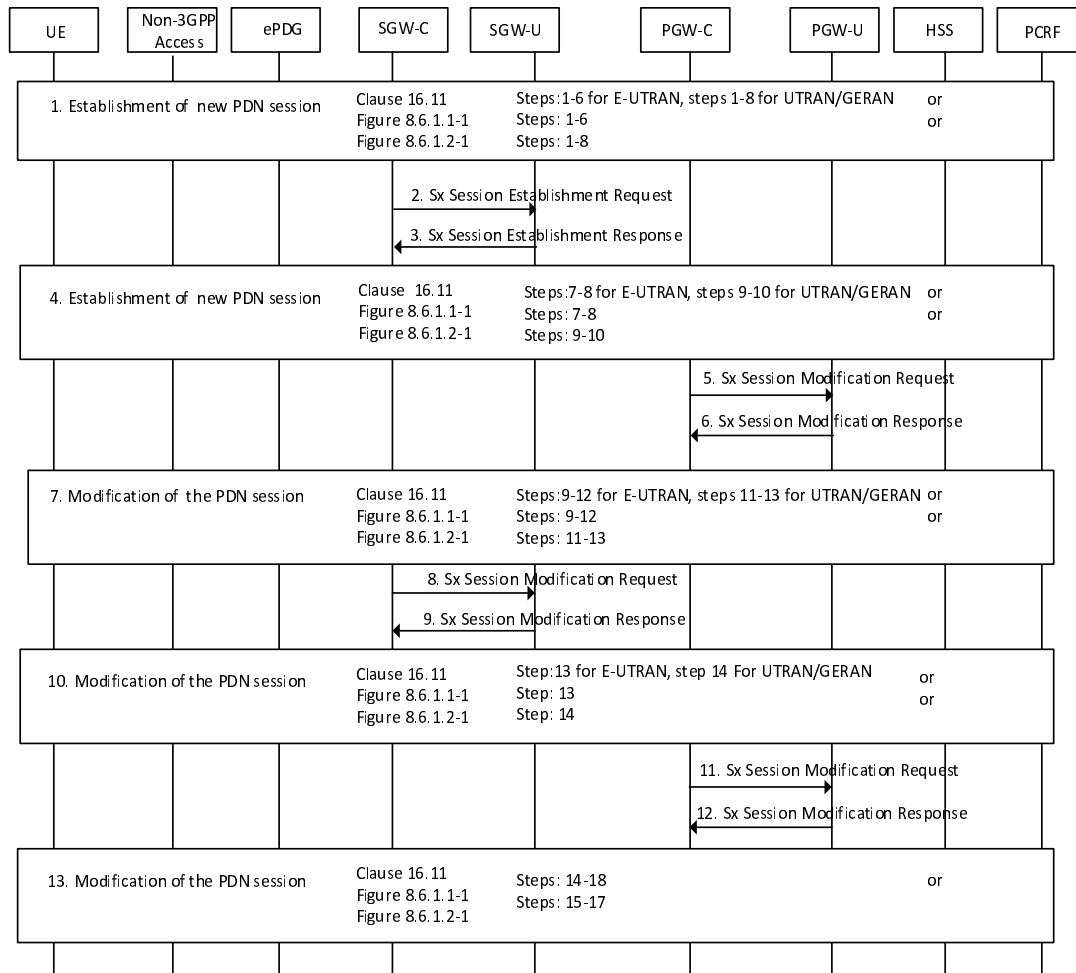 UE
Non-3GPP
Access
ePDG
SGW-C
SGW-U
PGW-C
PGW-U
HSS
PCRF
1. Establishment of new PDN session
Clause 16.11
Steps:1-6 for E-UTRAN, steps 1-8 for UTRAN/GERAN
or
Figure 8.6.1.1-1
Steps: 1-6
or
Figure 8.6.1.2-1
Steps: 1-8
2. Sx Session Establishment Request
3. Sx Session Establishment Response
4. Establishment of new PDN session
Clause 16.11
Steps:7-8 for E-UTRAN, steps 9-10 for UTRAN/GERAN
or
Figure 8.6.1.1-1
Steps: 7-8
or
Figure 8.6.1.2-1
Steps: 9-10
5. Sx Session Modification Request
6. Sx Session Modification Response
7. Modification of the PDN session
Clause 16.11
Steps:9-12 for E-UTRAN, steps 11-13 for UTRAN/GERAN
or
Figure 8.6.1.1-1
Steps: 9-12
or
Figure 8.6.1.2-1
Steps: 11-13
8. Sx Session Modification Request
9. Sx Session Modification Response
10. Modification of the PDN session
Clause 16.11
Step:13 for E-UTRAN, step 14 For UTRAN/GERAN
or
Figure 8.6.1.1-1
Step: 13
or
Figure 8.6.1.2-1
Step: 14
11. Sx Session Modification Request
12. Sx Session Modification Response
13. Modification of the PDN session
Clause 16.11
Steps: 14-18
or
Figure 8.6.1.1-1
Steps: 15-17
Figure 8.6.1.2-1